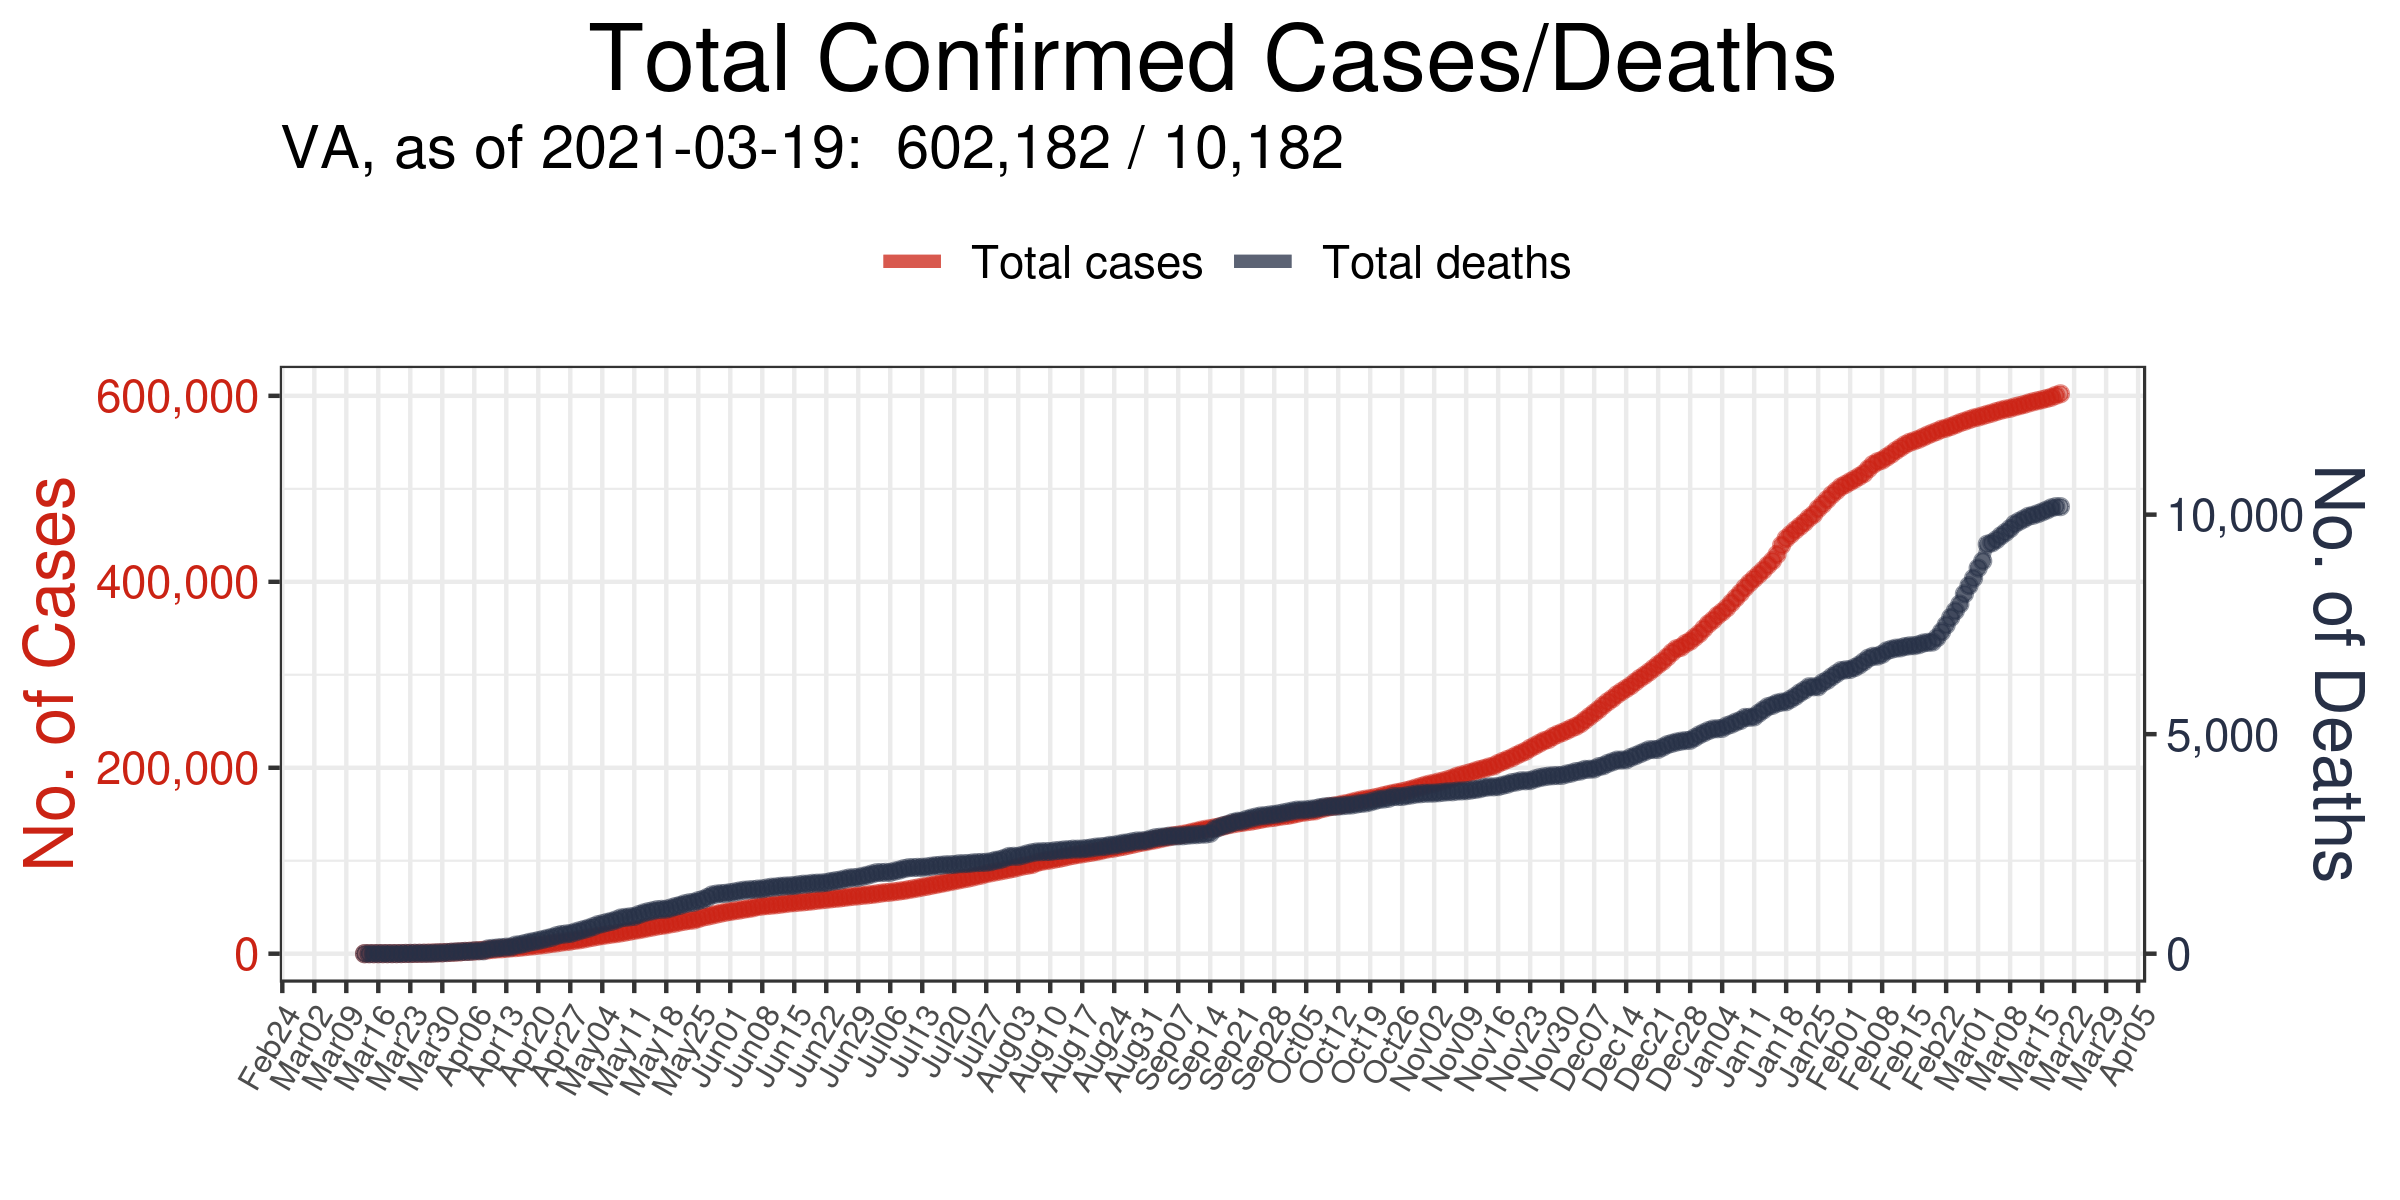 Total Confirmed Cases/Deaths
VA, as of 2021-03-19:  602,182 / 10,182
Total cases
Total deaths
No. of Cases
600,000
400,000
200,000
0
10,000
5,000
0
No. of Deaths
Feb24
Mar02
Mar09
Mar16
Mar23
Mar30
Apr06
Apr13
Apr20
Apr27
May04
May11
May18
May25
Jun01
Jun08
Jun15
Jun22
Jun29
Jul06
Jul13
Jul20
Jul27
Aug03
Aug10
Aug17
Aug24
Aug31
Sep07
Sep14
Sep21
Sep28
Oct05
Oct12
Oct19
Oct26
Nov02
Nov09
Nov16
Nov23
Nov30
Dec07
Dec14
Dec21
Dec28
Jan04
Jan11
Jan18
Jan25
Feb01
Feb08
Feb15
Feb22
Mar01
Mar08
Mar15
Mar22
Mar29
Apr05